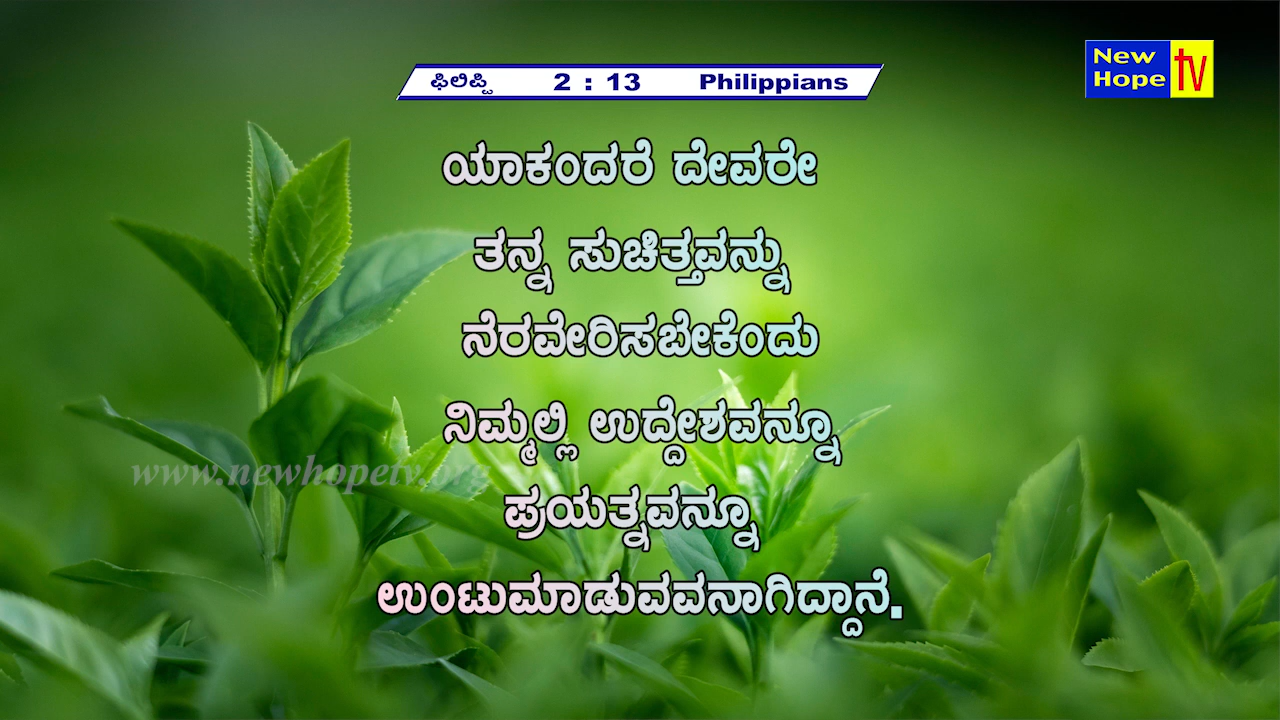 ಫಿಲಿಪ್ಪಿ 2 : 13 Philippians
New Hope tv
ಯಾಕಂದರೆ ದೇವರೇ
ತನ್ನ ಸುಚಿತ್ತವನ್ನು
ನೆರವೇರಿಸಬೇಕೆಂದು
ನಿಮ್ಮಲ್ಲಿ ಉದ್ದೇಶವನ್ನೂ
www.newhopetv.org
ಪ್ರಯತ್ನವನ್ನೂ
ಉಂಟುಮಾಡುವವನಾಗಿದ್ದಾನೆ.